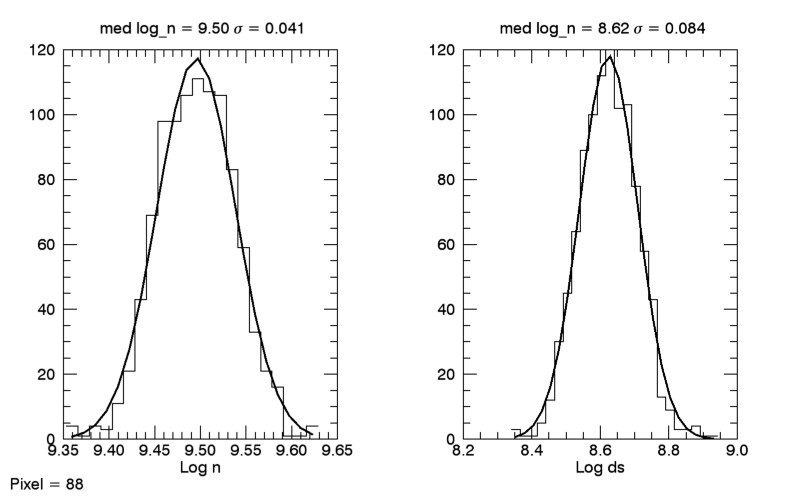 med log_n = 9.50 σ = 0.041
med log_n = 8.62 σ = 0.084
120
100
80
60
40
20
0
9.35 9.40 9.45 9.50 9.55 9.60 9.65
Log n
120
100
80
60
40
20
0
8.2 8.4 8.6 8.8 9.0
Log ds
Pixel = 88